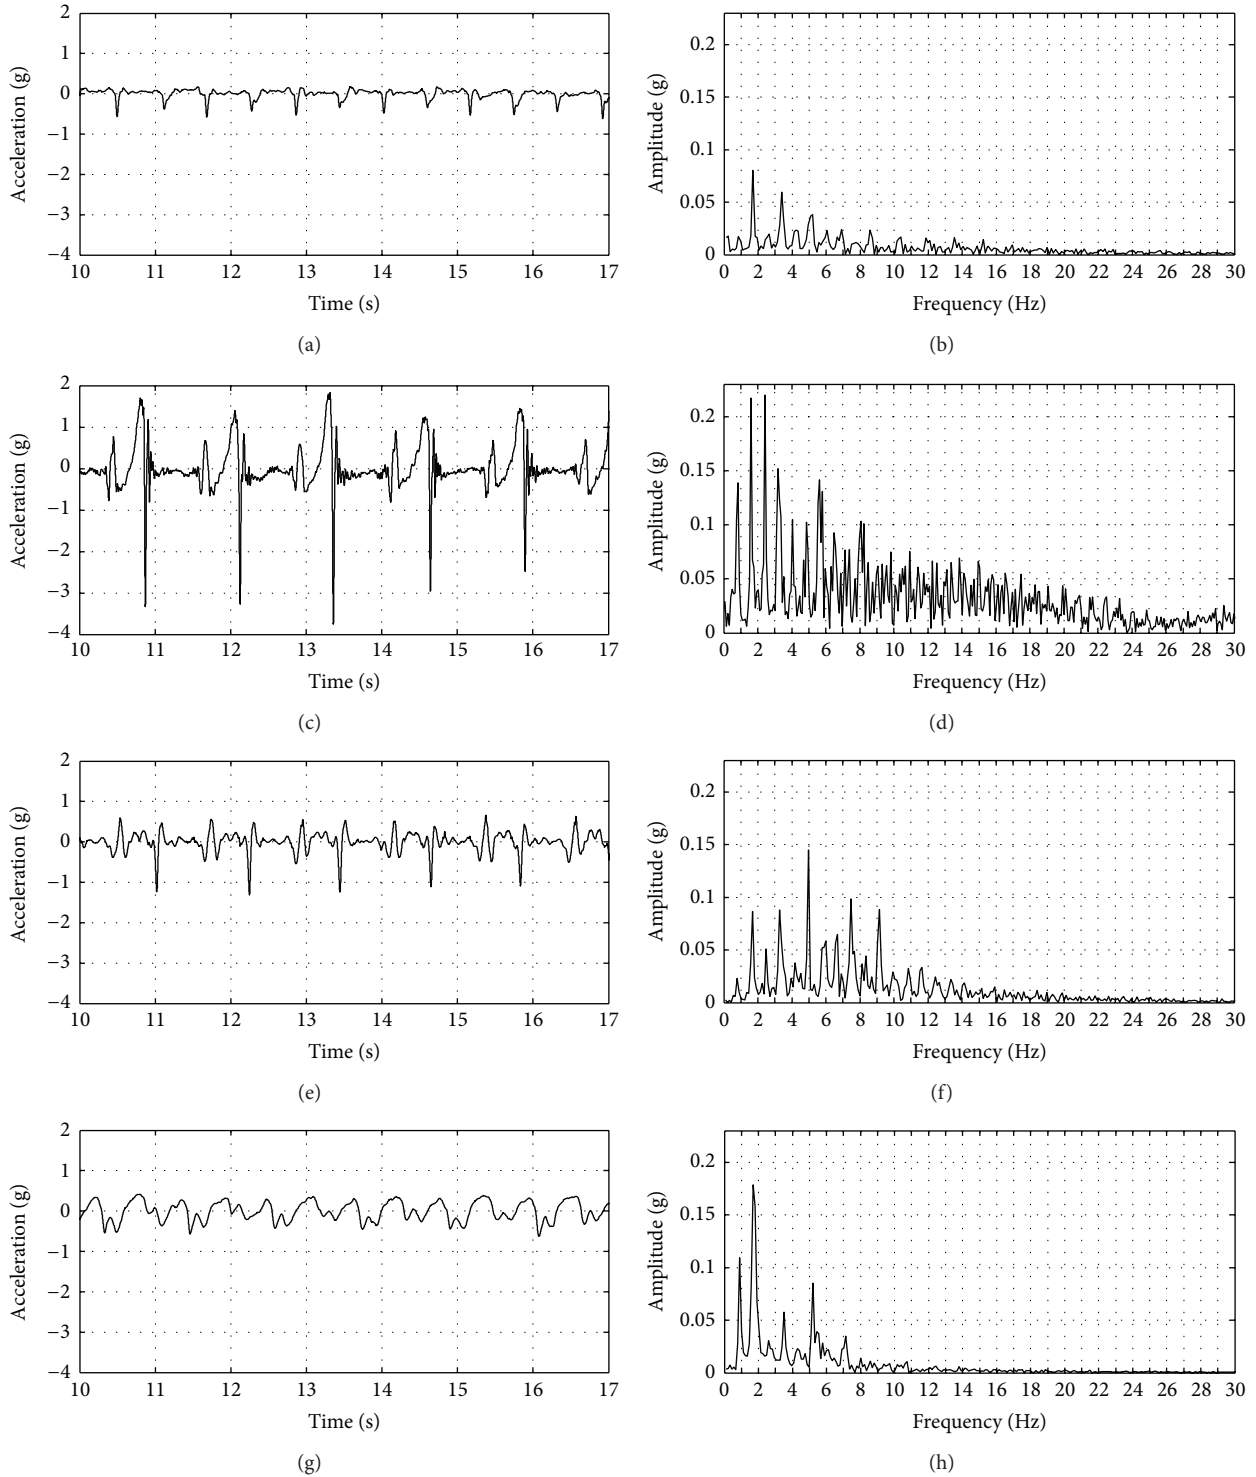 2
1
0
−1
−2
−3
−4
Acceleration (g)
10 11 12 13 14 15 16 17
Time (s)
(a)
0.2
0.15
0.1
0.05
0
Amplitude (g)
0 2 4 6 8 10 12 14 16 18 20 22 24 26 28 30
Frequency (Hz)
(b)
2
1
0
−1
−2
−3
−4
Acceleration (g)
10 11 12 13 14 15 16 17
Time (s)
(c)
0.2
0.15
0.1
0.05
0
Amplitude (g)
0 2 4 6 8 10 12 14 16 18 20 22 24 26 28 30
Frequency (Hz)
(d)
2
1
0
−1
−2
−3
−4
Acceleration (g)
10 11 12 13 14 15 16 17
Time (s)
(e)
0.2
0.15
0.1
0.05
0
Amplitude (g)
0 2 4 6 8 10 12 14 16 18 20 22 24 26 28 30
Frequency (Hz)
(f)
2
1
0
−1
−2
−3
−4
Acceleration (g)
10 11 12 13 14 15 16 17
Time (s)
(g)
0.2
0.15
0.1
0.05
0
Amplitude (g)
0 2 4 6 8 10 12 14 16 18 20 22 24 26 28 30
Frequency (Hz)
(h)